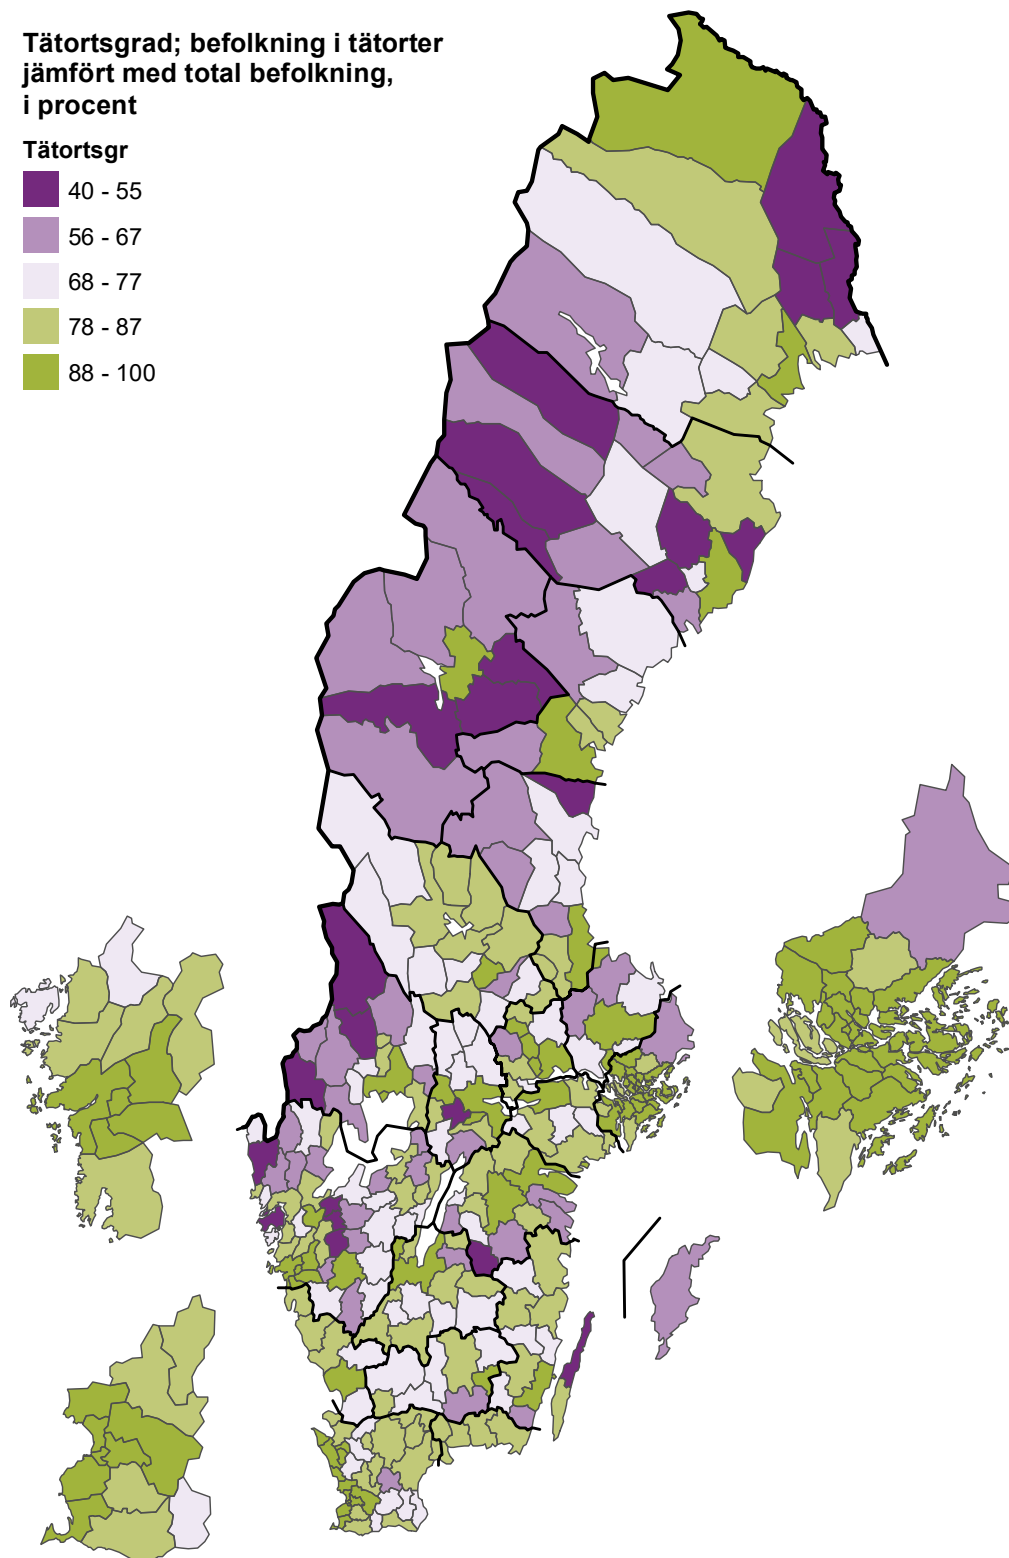 Tätortsgrad; befolkning i tätorter
jämfört med total befolkning,
i procent
Tätortsgr
40 - 55
56 - 67
68 - 77
78 - 87
88 - 100